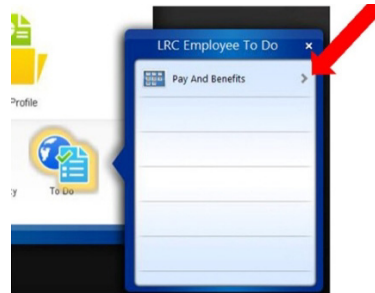 LRC Employee To Do ×
Pay And Benefits >
Profile
To Do